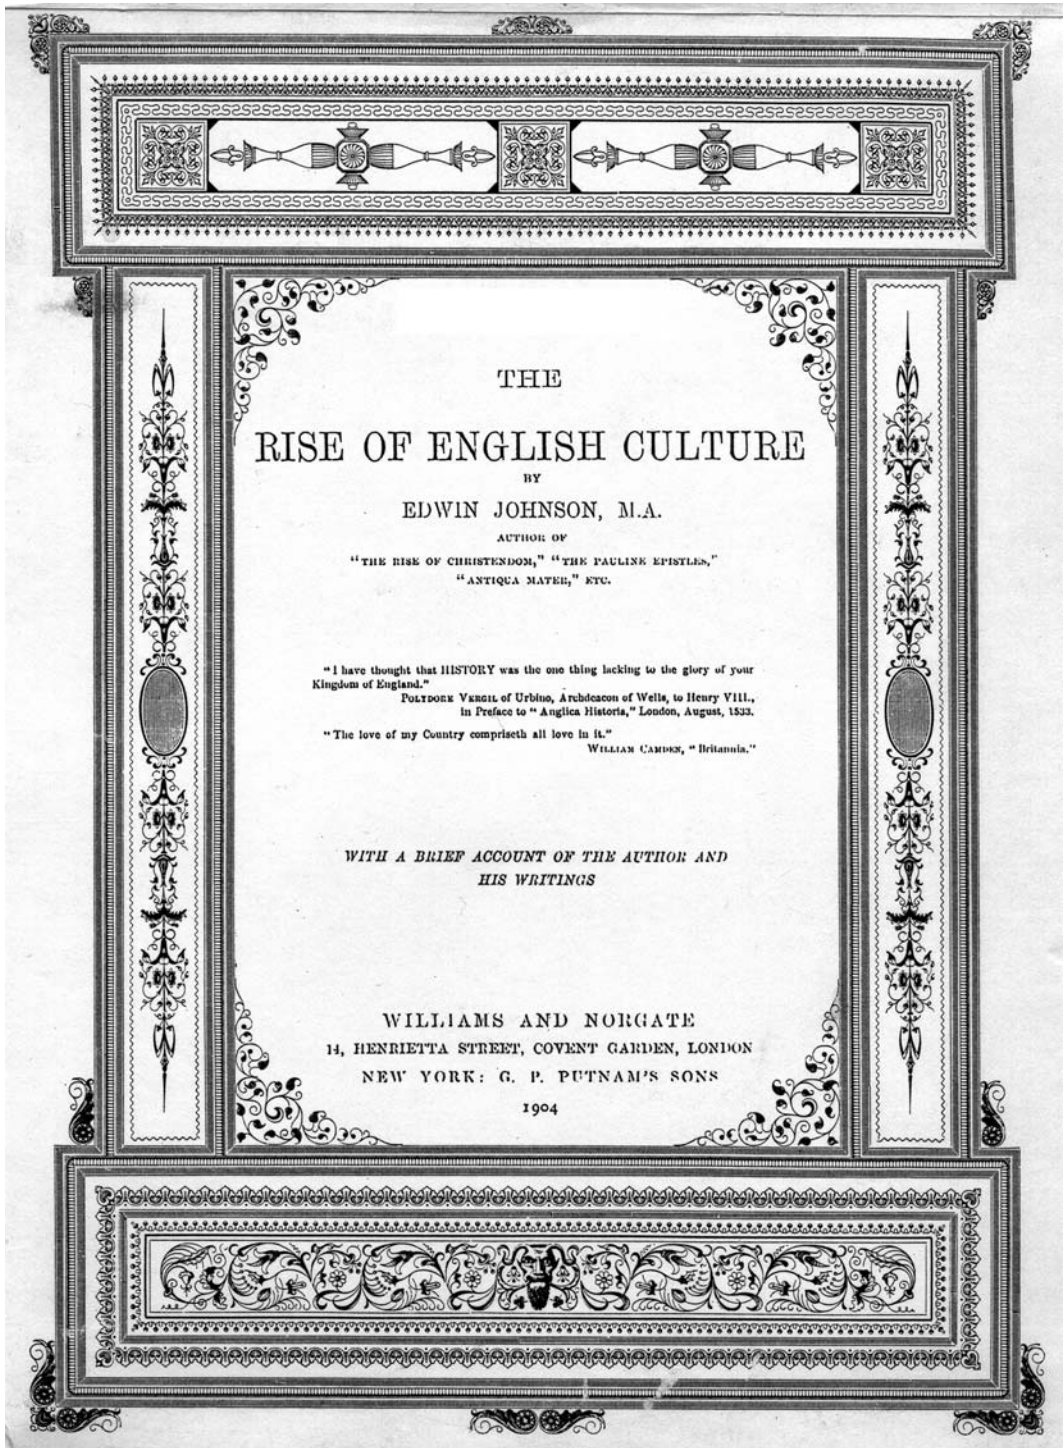 THE
RISE OF ENGLISH CULTURE
BY
EDWIN JOHNSON, M.A.
AUTHOR OF
“THE RISE OF CHRISTENDOM,” “THE PAULINE EPISTLES,”
“ANTIQUA MATER,” ETC.
“I have thought that HISTORY was the one thing lacking to the glory of your
Kingdom of England.”
POLYDORE VERGIL of Urbino, Archdeacon of Wells, to Henry VIII.,
in Preface to “Anglica Historia,” London, August, 1533.
“The love of my Country compriseth all love in it.”
WILLIAM CAMDEN, “Britannia.”
WITH A BRIEF ACCOUNT OF THE AUTHOR AND
HIS WRITINGS
WILLIAMS AND NORGATE
14, HENRIETTA STREET, COVENT GARDEN, LONDON
NEW YORK: G. P. PUTNAM'S SONS
1904